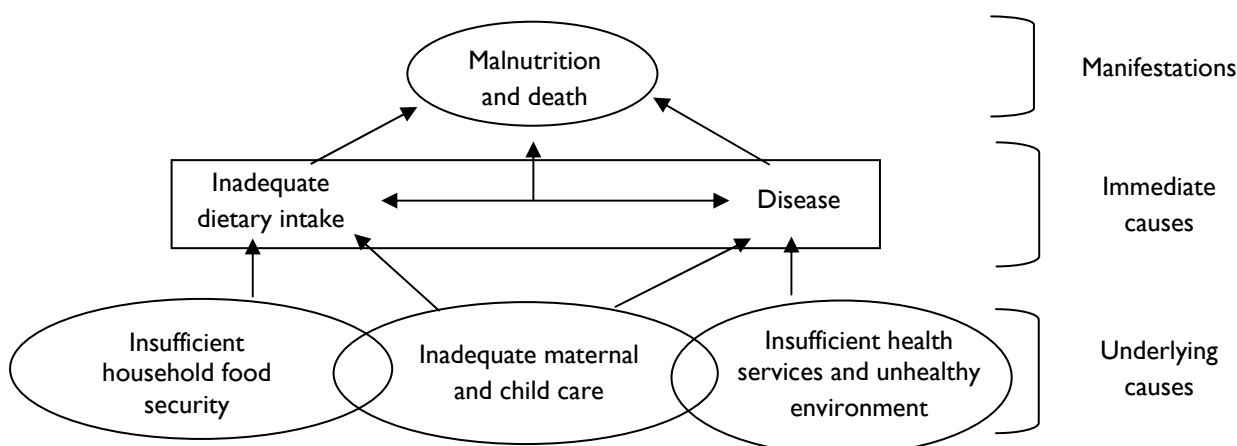 Malnutrition
and death
Manifestations
Inadequate
dietary intake
Disease
Immediate
causes
Insufficient
household food
security
Inadequate maternal
and child care
Insufficient health
services and unhealthy
environment
Underlying
causes